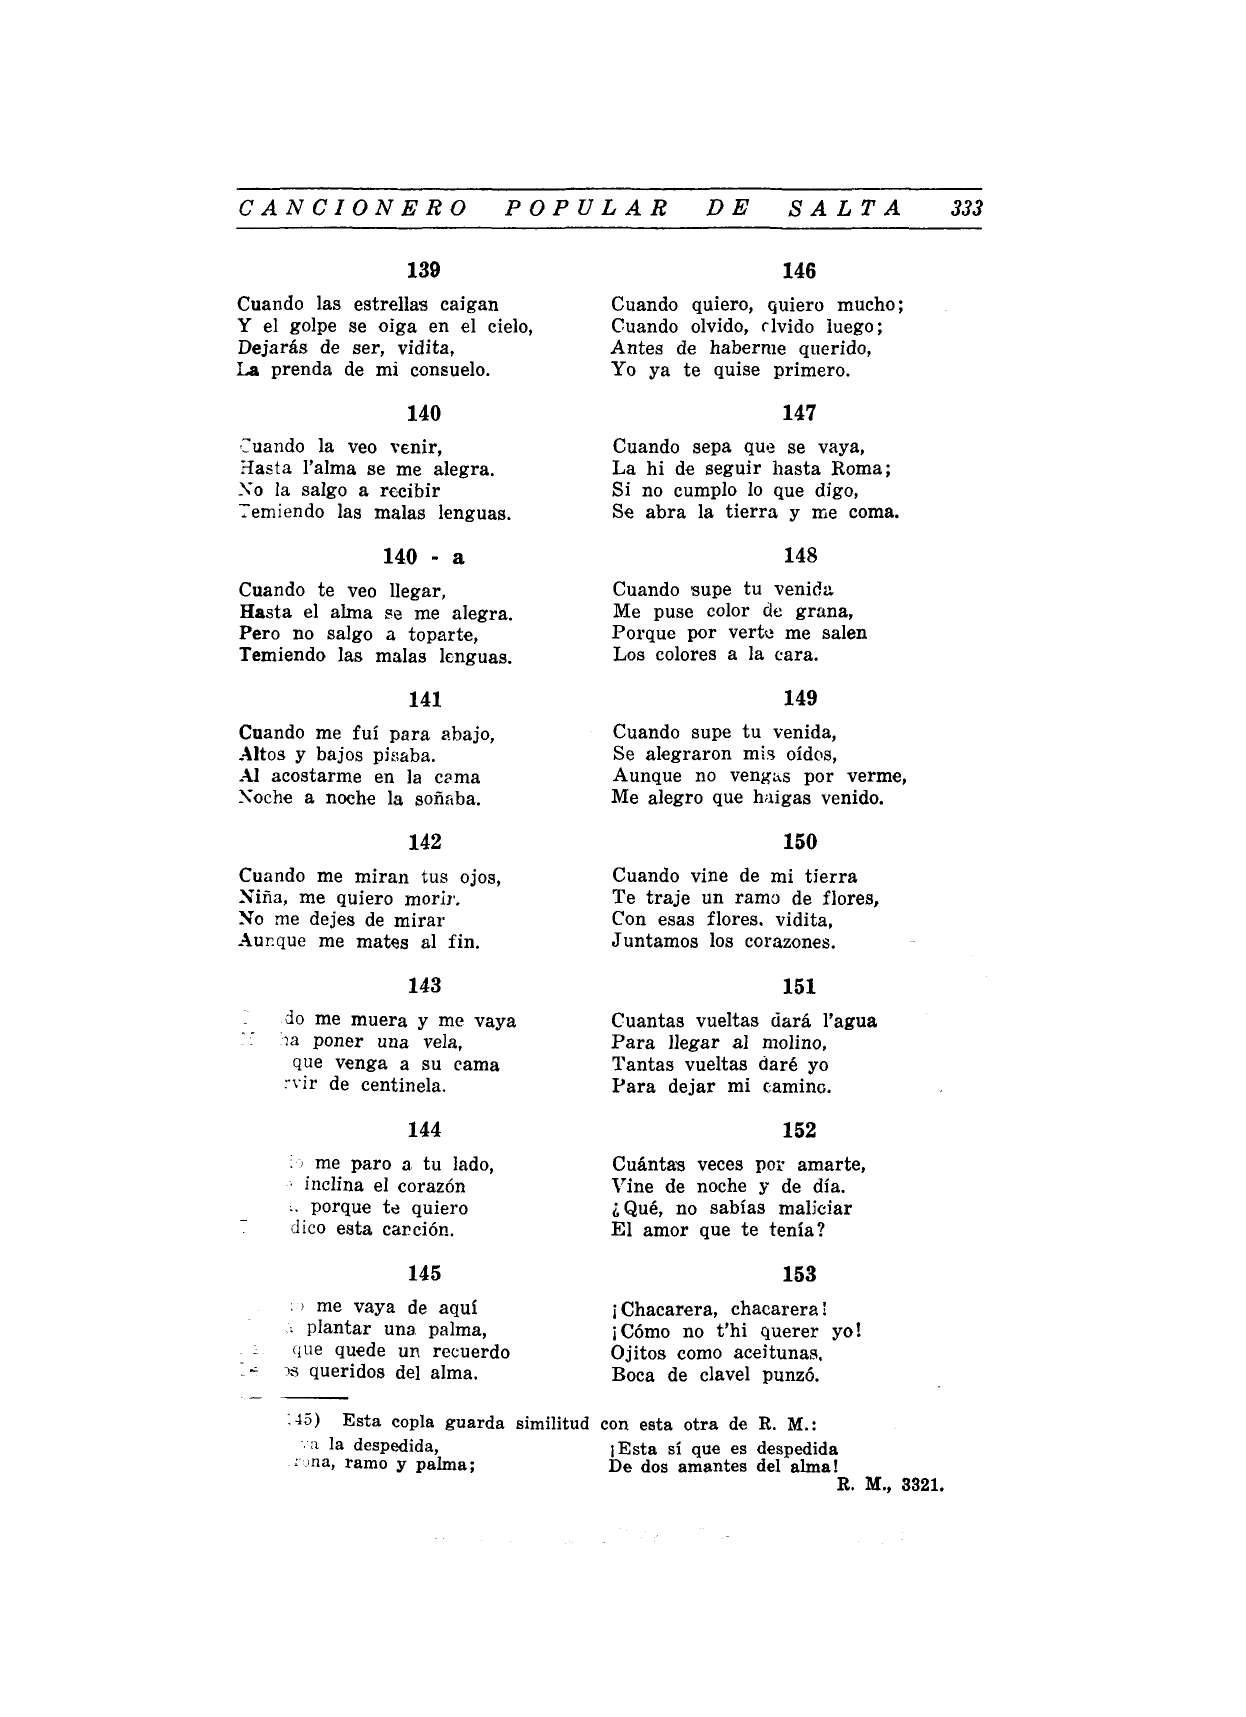 CANCIONERO POPULAR DE SALTA 333
139
Cuando las estrellas caigan
Y el golpe se oiga en el cielo,
Dejarás de ser, vidita,
La prenda de mi consuelo.
140
Cuando la veo venir,
Hasta l'alma se me alegra.
No la salgo a recibir
Temiendo las malas lenguas.
140 - a
Cuando te veo llegar,
Hasta el alma se me alegra.
Pero no salgo a toparte,
Temiendo las malas lenguas.
141
Cuando me fuí para abajo,
Altos y bajos pisaba.
Al acostarme en la cama
Noche a noche la soñaba.
142
Cuando me miran tus ojos,
Niña, me quiero morir.
No me dejes de mirar
Aunque me mates al fin.
143
me muera y me vaya
poner una vela,
que venga a su cama
de centinela.
144
me paro a tu lado,
inclina el corazón
porque te quiero
esta canción.
145
me vaya de aquí
plantar una palma,
que quede un recuerdo
queridos del alma.
146
Cuando quiero, quiero mucho;
Cuando olvido, olvido luego;
Antes de haberme querido,
Yo ya te quise primero.
147
Cuando sepa que se vaya,
La hi de seguir hasta Roma;
Si no cumplo lo que digo,
Se abra la tierra y me coma.
148
Cuando supe tu venida
Me puse color de grana,
Porque por verte me salen
Los colores a la cara.
149
Cuando supe tu venida,
Se alegraron mis oídos,
Aunque no vengas por verme,
Me alegro que haigas venido.
150
Cuando vine de mi tierra
Te traje un ramo de flores,
Con esas flores, vidita,
Juntamos los corazones.
151
Cuantas vueltas dará l'agua
Para llegar al molino,
Tantas vueltas daré yo
Para dejar mi camino.
152
Cuántas veces por amarte,
Vine de noche y de día.
¿Qué, no sabías maliciar
El amor que te tenía?
153
¡Chacarera, chacarera!
¡Cómo no t'hi querer yo!
Ojitos como aceitunas,
Boca de clavel punzó.
145) Esta copla guarda similitud con esta otra de R. M.:
la despedida,
ramo y palma;
¡Esta sí que es despedida
De dos amantes del alma!
R. M., 3321.